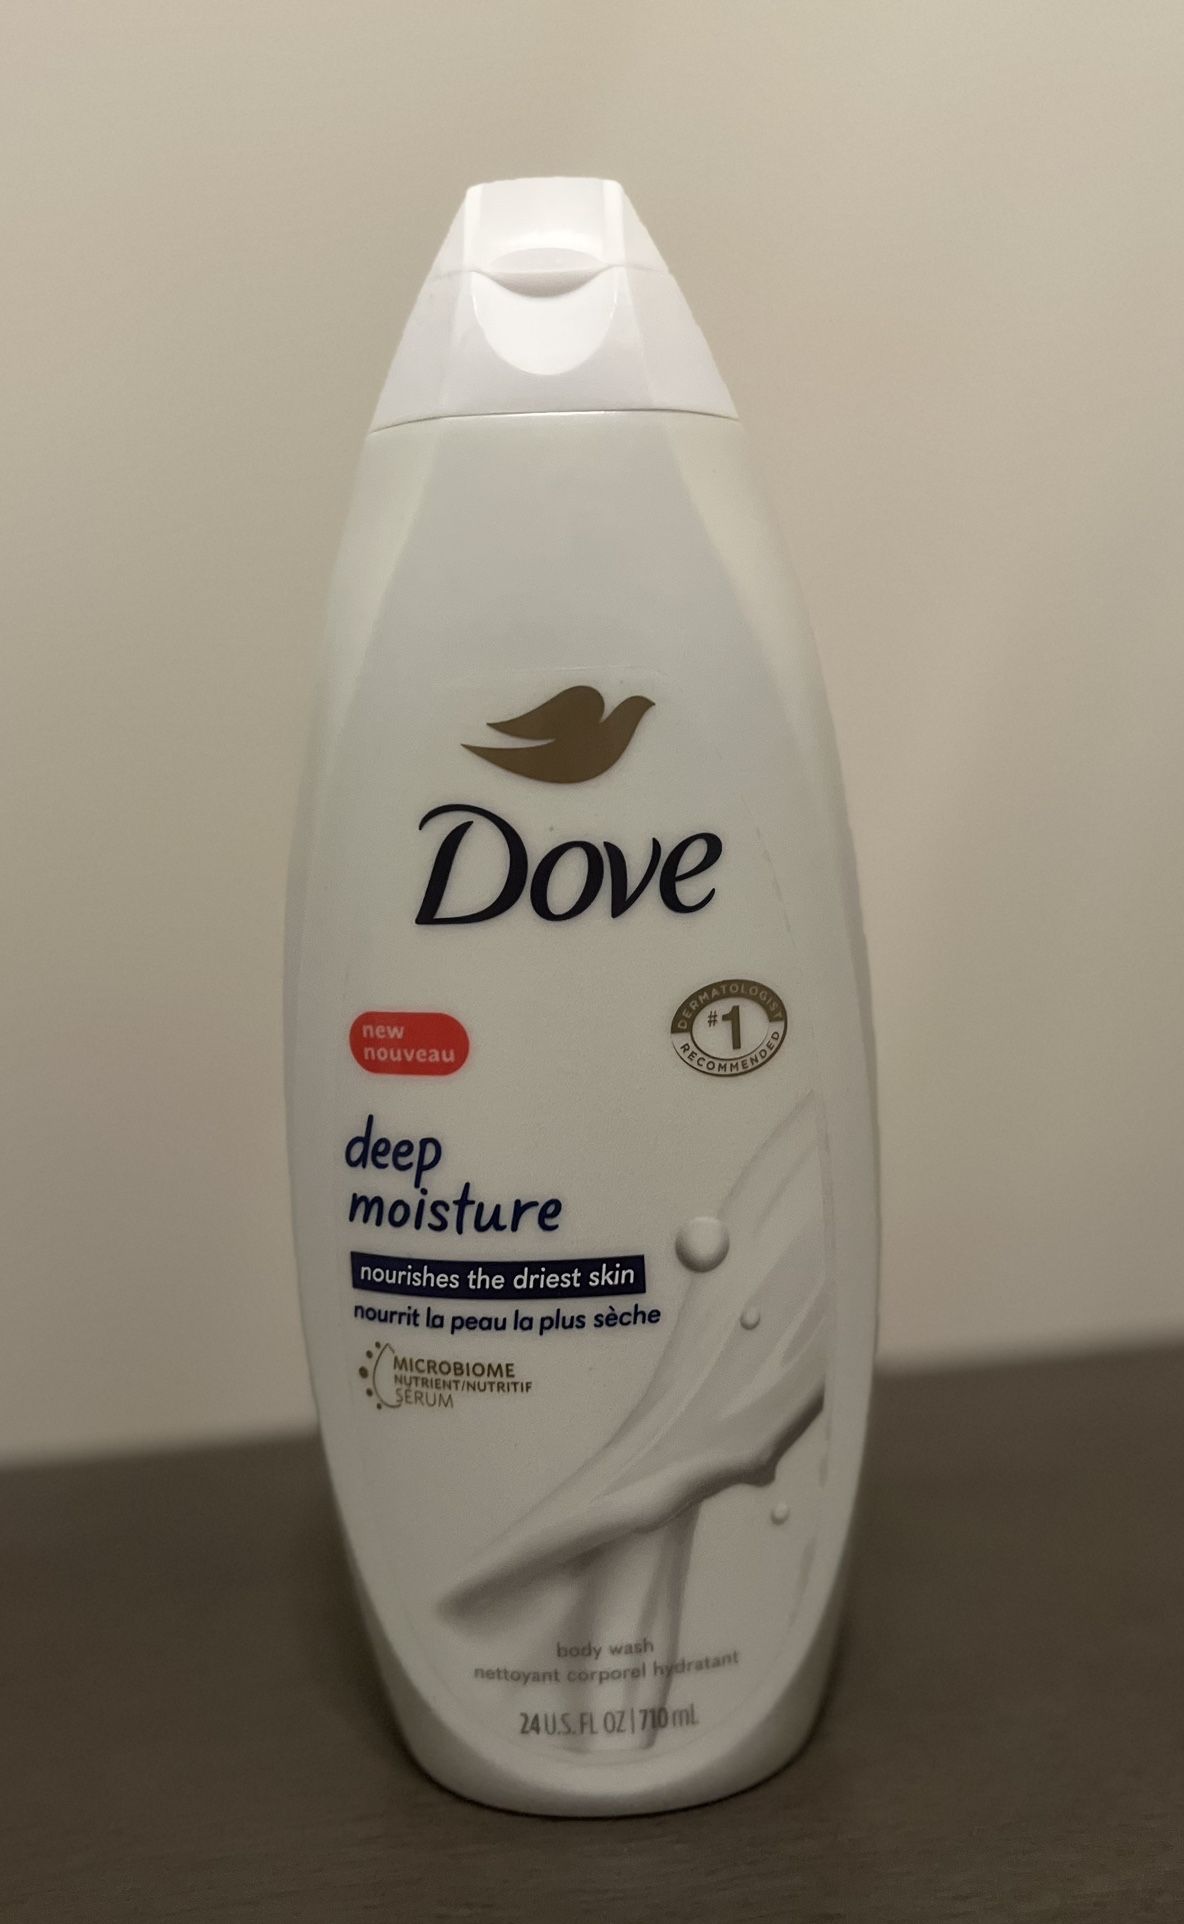 Dove
new
nouveau
DERMATOLOGIST
#1
RECOMMENDED
deep
moisture
nourishes the driest skin
nourrit la peau la plus sèche
MICROBIOME
NUTRIENT/NUTRITIF
SÉRUM
body wash
nettoyant corporel hydratant
24 U.S. FL OZ | 710 mL